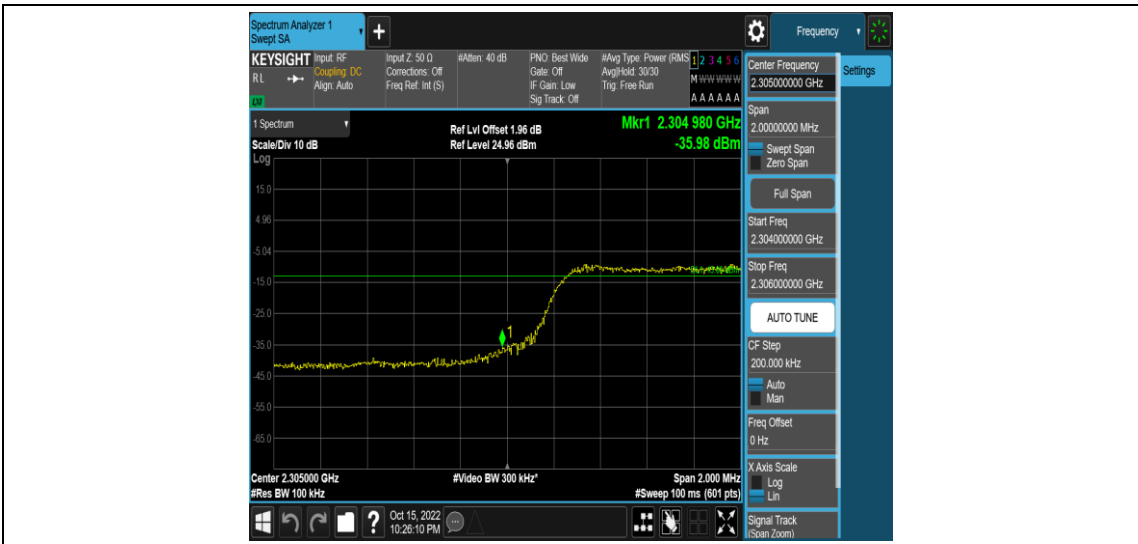 Spectrum Analyzer 1
Swept SA
+
Frequency
KEYSIGHT Input: RF Input Z: 50 Ω #Atten: 40 dB PNO: Best Wide #Avg Type: Power (RMS 1 2 3 4 5 6
RL Coupling: DC Corrections: Off Gate: Off Avg|Hold: 30/30 M W W W W W
Align: Auto Freq Ref: Int (S) IF Gain: Low Trig: Free Run
Sig Track: Off A A A A A A
LXI
1 Spectrum
Scale/Div 10 dB
Log
Ref Lvl Offset 1.96 dB
Ref Level 24.96 dBm
Mkr1 2.304 980 GHz
-35.98 dBm
15.0
4.96
-5.04
-15.0
-25.0
-35.0
-45.0
-55.0
-65.0
1
Center 2.305000 GHz #Video BW 300 kHz* Span 2.000 MHz
#Res BW 100 kHz #Sweep 100 ms (601 pts)
?
Oct 15, 2022
10:26:10 PM
Center Frequency
2.305000000 GHz
Settings
Span
2.00000000 MHz
Swept Span
Zero Span
Full Span
Start Freq
2.304000000 GHz
Stop Freq
2.306000000 GHz
AUTO TUNE
CF Step
200.000 kHz
Auto
Man
Freq Offset
0 Hz
X Axis Scale
Log
Lin
Signal Track
(Span Zoom)